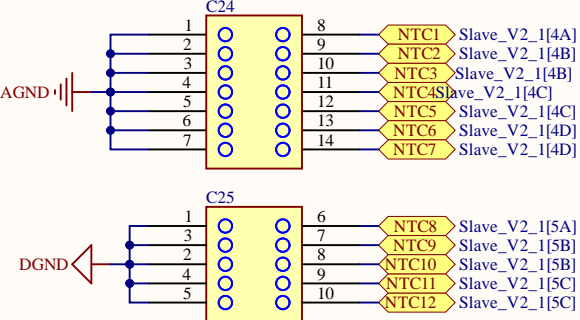 C24
1 8 NTC1 Slave_V2_1[4A]
2 9 NTC2 Slave_V2_1[4B]
3 10 NTC3 Slave_V2_1[4B]
AGND 4 11 NTC4 Slave_V2_1[4C]
5 12 NTC5 Slave_V2_1[4C]
6 13 NTC6 Slave_V2_1[4D]
7 14 NTC7 Slave_V2_1[4D]
C25
1 6 NTC8 Slave_V2_1[5A]
3 7 NTC9 Slave_V2_1[5B]
DGND 2 8 NTC10 Slave_V2_1[5B]
4 9 NTC11 Slave_V2_1[5C]
5 10 NTC12 Slave_V2_1[5C]